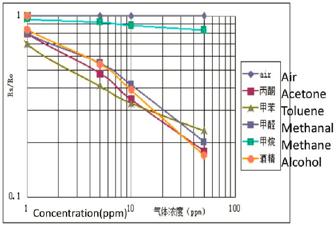 1
Rs/Ro
0.1
1
10
100
Concentration(ppm)
气体浓度 (ppm)
air Air
丙酮 Acetone
甲苯 Toluene
甲醛 Methanal
甲烷 Methane
酒精 Alcohol